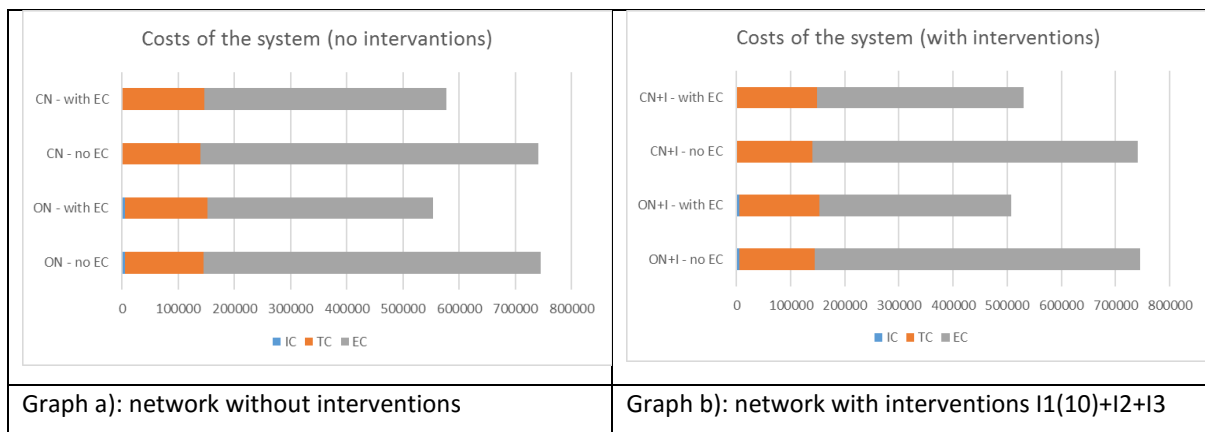 Costs of the system (no intervantions)
CN - with EC
CN - no EC
ON - with EC
ON - no EC
0 100000 200000 300000 400000 500000 600000 700000 800000
IC TC EC
Graph a): network without interventions
Costs of the system (with interventions)
CN+I - with EC
CN+I - no EC
ON+I - with EC
ON+I - no EC
0 100000 200000 300000 400000 500000 600000 700000 800000
IC TC EC
Graph b): network with interventions I1(10)+I2+I3